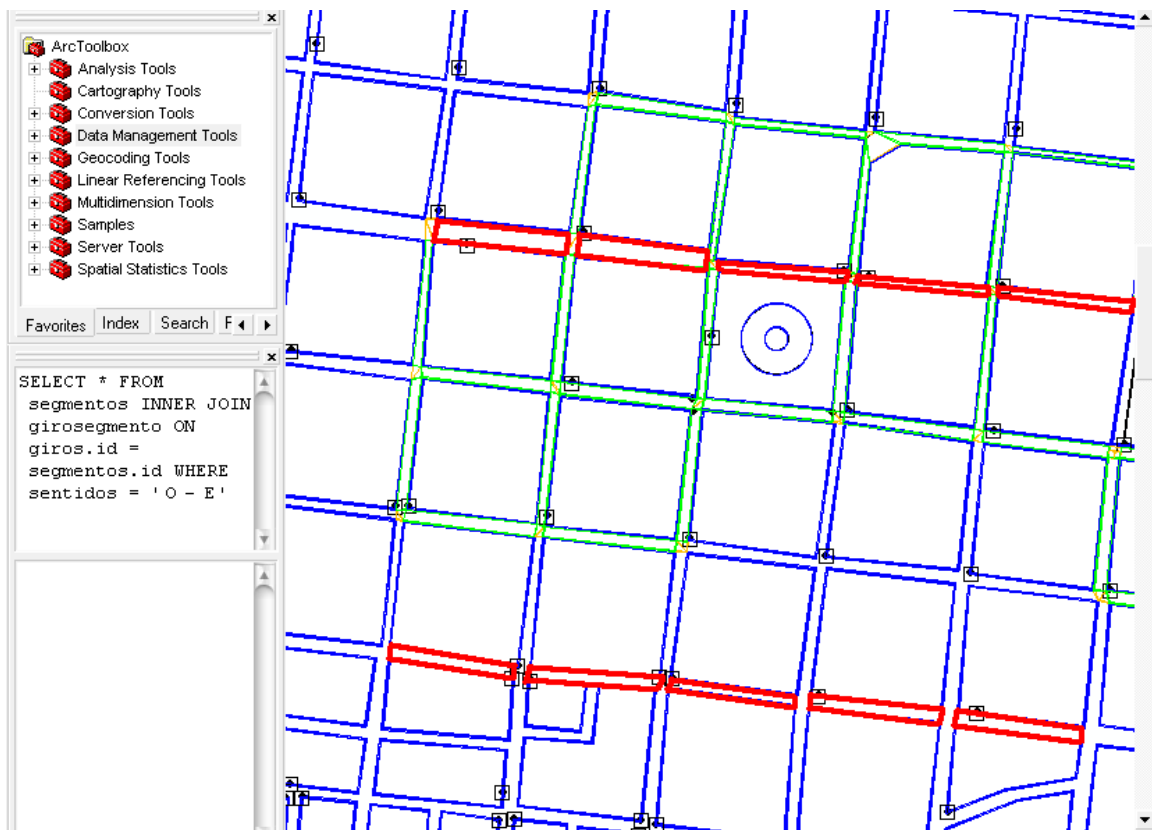 ArcToolbox
Analysis Tools
Cartography Tools
Conversion Tools
Data Management Tools
Geocoding Tools
Linear Referencing Tools
Multidimension Tools
Samples
Server Tools
Spatial Statistics Tools
Favorites Index Search
SELECT * FROM
segmentos INNER JOIN
girosegmento ON
giros.id =
segmentos.id WHERE
sentidos = 'O - E'